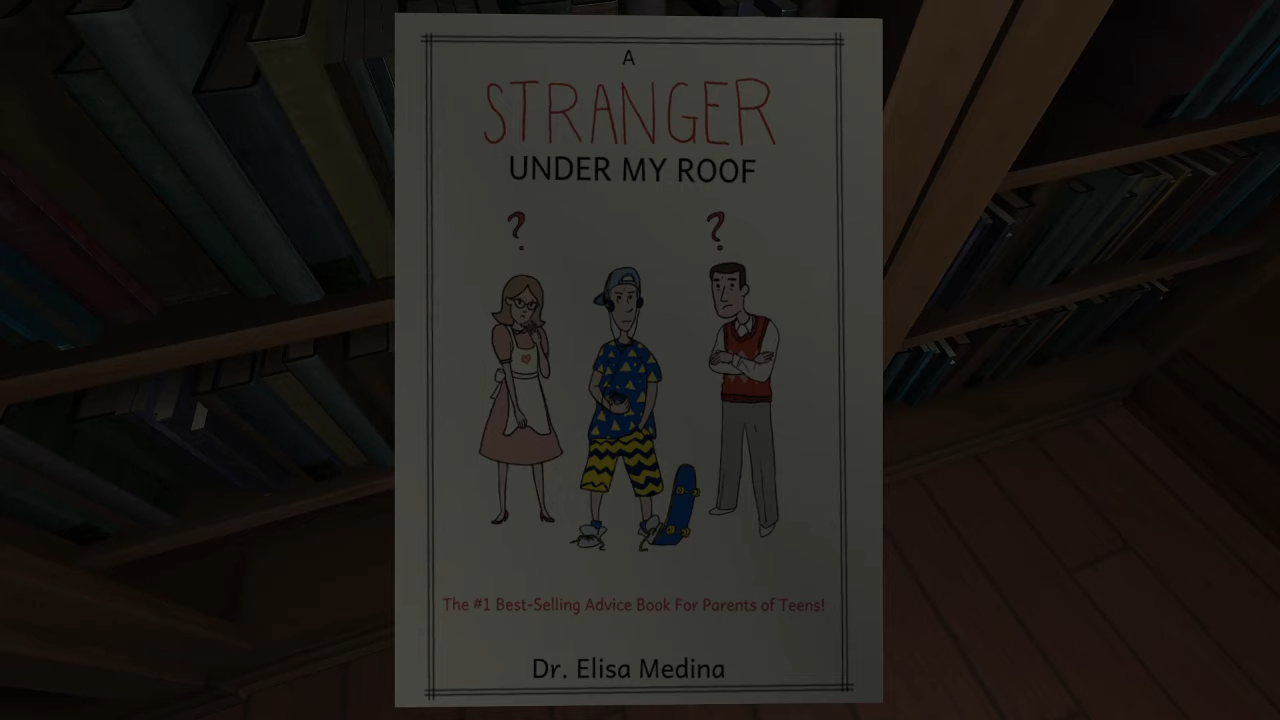 A
STRANGER
UNDER MY ROOF
? ?
The #1 Best-Selling Advice Book For Parents of Teens!
Dr. Elisa Medina